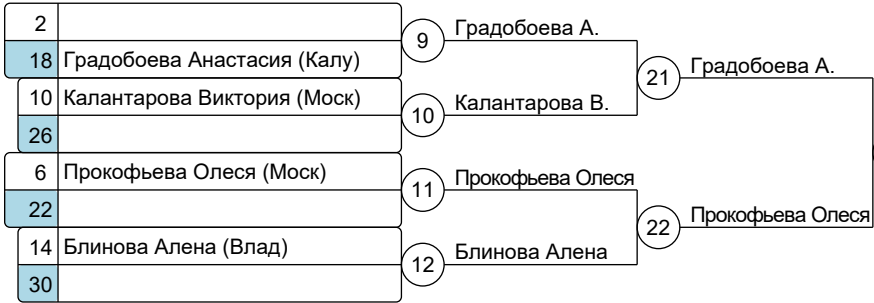 2
18 Градобоева Анастасия (Калу)
10 Калантарова Виктория (Моск)
26
6 Прокофьева Олеся (Моск)
22
14 Блинова Алена (Влад)
30
9 Градобоева А.
10 Калантарова В.
11 Прокофьева Олеся
12 Блинова Алена
21 Градобоева А.
22 Прокофьева Олеся